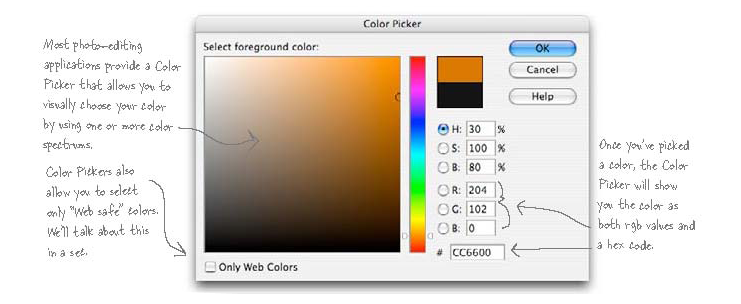 Color Picker
Most photo-editing
applications provide a Color
Picker that allows you to
visually choose your color
by using one or more color
spectrums.
Color Pickers also
allow you to select
only "Web safe" colors.
We'll talk about this
in a sec.
Select foreground color:
OK
Cancel
Help
H: 30 %
S: 100 %
B: 80 %
R: 204
G: 102
B: 0
# CC6600
Only Web Colors
Once you've picked
a color, the Color
Picker will show
you the color as
both rgb values and
a hex code.